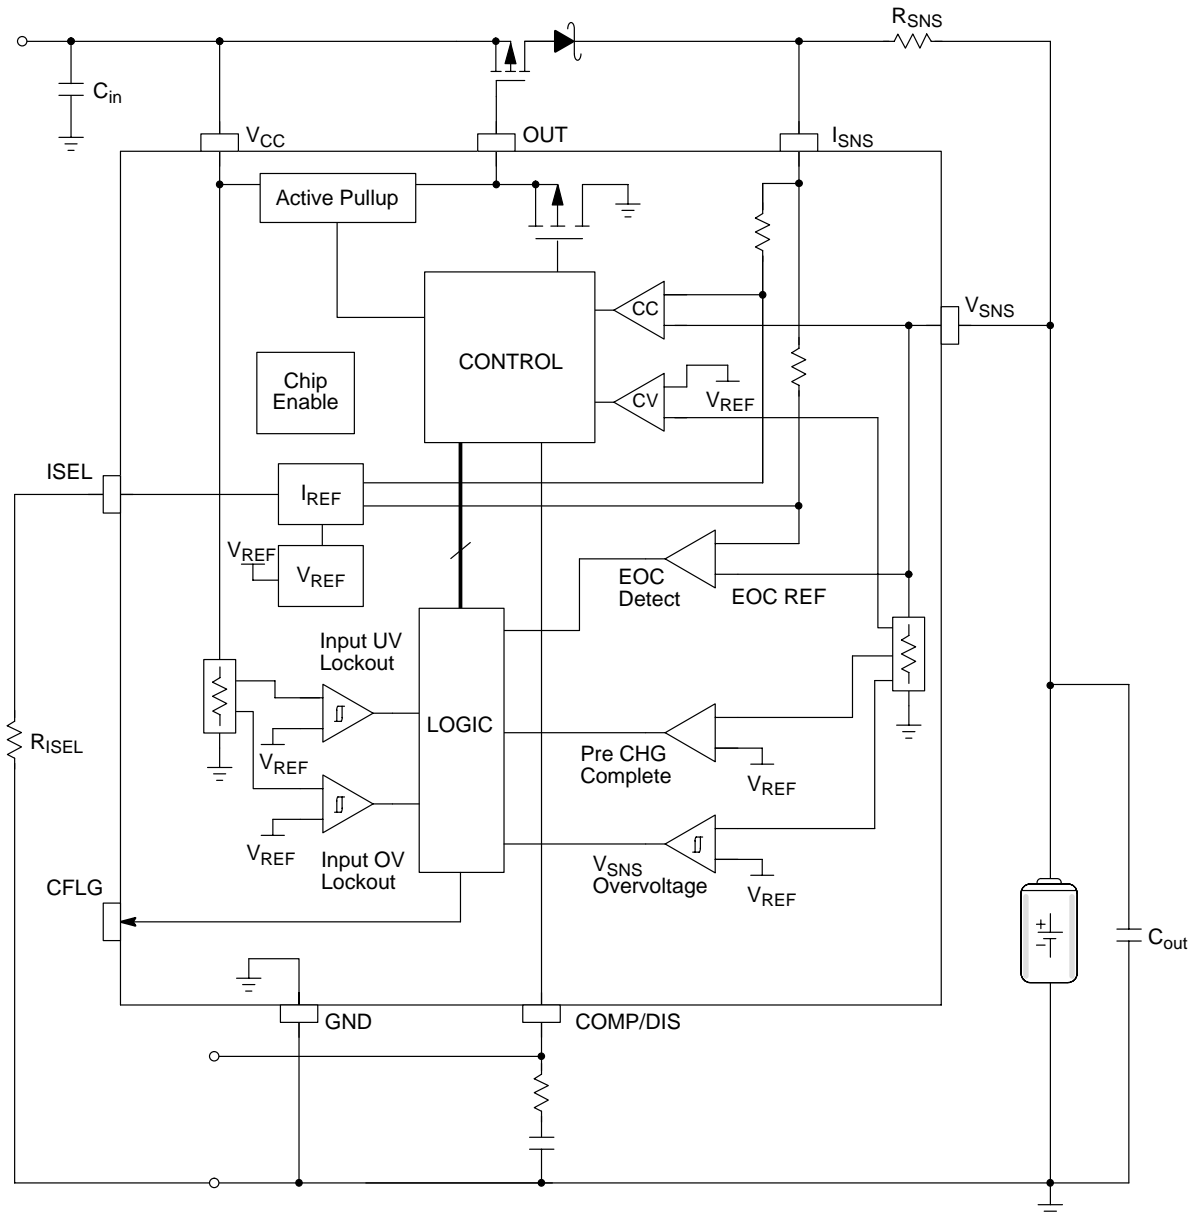 RSNS
Cin
VCC
OUT
ISNS
Active Pullup
CC
VSNS
CONTROL
Chip
Enable
CV
VREF
ISEL
IREF
VREF
VREF
EOC
Detect
EOC REF
Input UV
Lockout
LOGIC
RISEL
VREF
Pre CHG
Complete
VREF
VREF
Input OV
Lockout
VSNS
Overvoltage
VREF
CFLG
+
−
Cout
GND
COMP/DIS